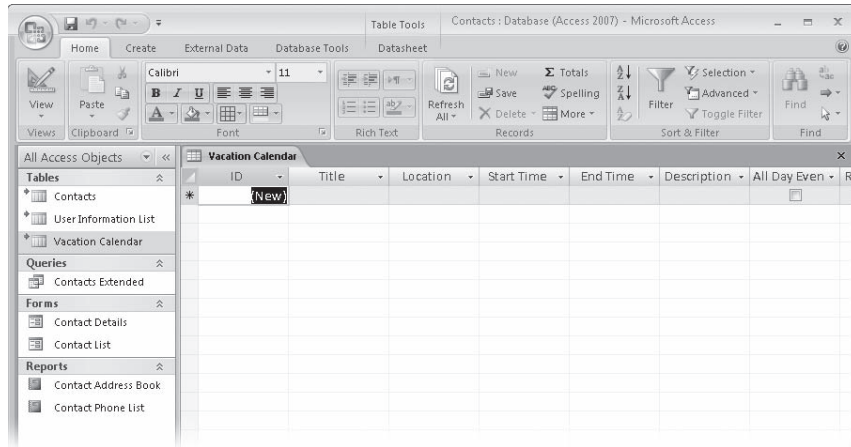 Table Tools
Contacts : Database (Access 2007) - Microsoft Access
Home Create External Data Database Tools Datasheet
View
Views
Paste
Clipboard
Calibri 11
B I U
A
Font
ab
Rich Text
Refresh All
New
Save
Delete
Σ Totals
ABC Spelling
More
Records
A Z
Z A
Filter
Selection
Advanced
Toggle Filter
Sort & Filter
Find
Find
All Access Objects
Tables
Contacts
User Information List
Vacation Calendar
Queries
Contacts Extended
Forms
Contact Details
Contact List
Reports
Contact Address Book
Contact Phone List
Vacation Calendar
ID Title Location Start Time End Time Description All Day Even R
* (New)